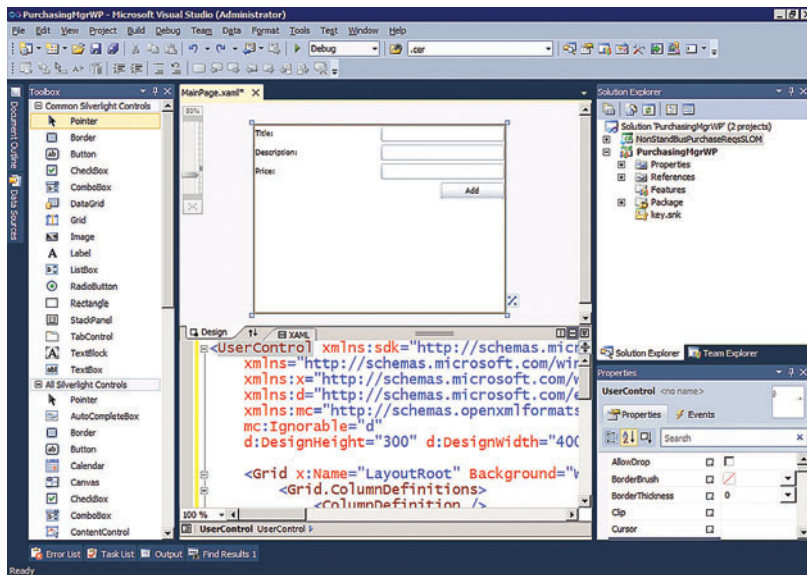 PurchasingMgrWP - Microsoft Visual Studio (Administrator)
File Edit View Project Build Debug Team Data Format Tools Test Window Help
Debug .cer
Document Outline
Data Sources
Toolbox
Common Silverlight Controls
Pointer
Border
Button
CheckBox
ComboBox
DataGrid
Grid
Image
Label
ListBox
RadioButton
Rectangle
StackPanel
TabControl
TextBlock
TextBox
All Silverlight Controls
Pointer
AutoCompleteBox
Border
Button
Calendar
Canvas
CheckBox
ComboBox
ContentControl
MainPage.xaml*
Title:
Description:
Price:
Add
Design XAML
<UserControl xmlns:sdk="http://schemas.micr
xmlns="http://schemas.microsoft.com/win
xmlns:x="http://schemas.microsoft.com/w
xmlns:d="http://schemas.microsoft.com/e
xmlns:mc="http://schemas.openxmlformats
mc:Ignorable="d"
d:DesignHeight="300" d:DesignWidth="400
<Grid x:Name="LayoutRoot" Background="W
<Grid.ColumnDefinitions>
<ColumnDefinition />
100 %
UserControl UserControl
Solution Explorer
Solution 'PurchasingMgrWP' (2 projects)
NonStandBusPurchaseReqsSLOM
PurchasingMgrWP
Properties
References
Features
Package
key.snk
Solution Explorer Team Explorer
Properties
UserControl <no name>
Properties Events
Search
AllowDrop
BorderBrush
BorderThickness 0
Clip
Cursor
Error List Task List Output Find Results 1
Ready